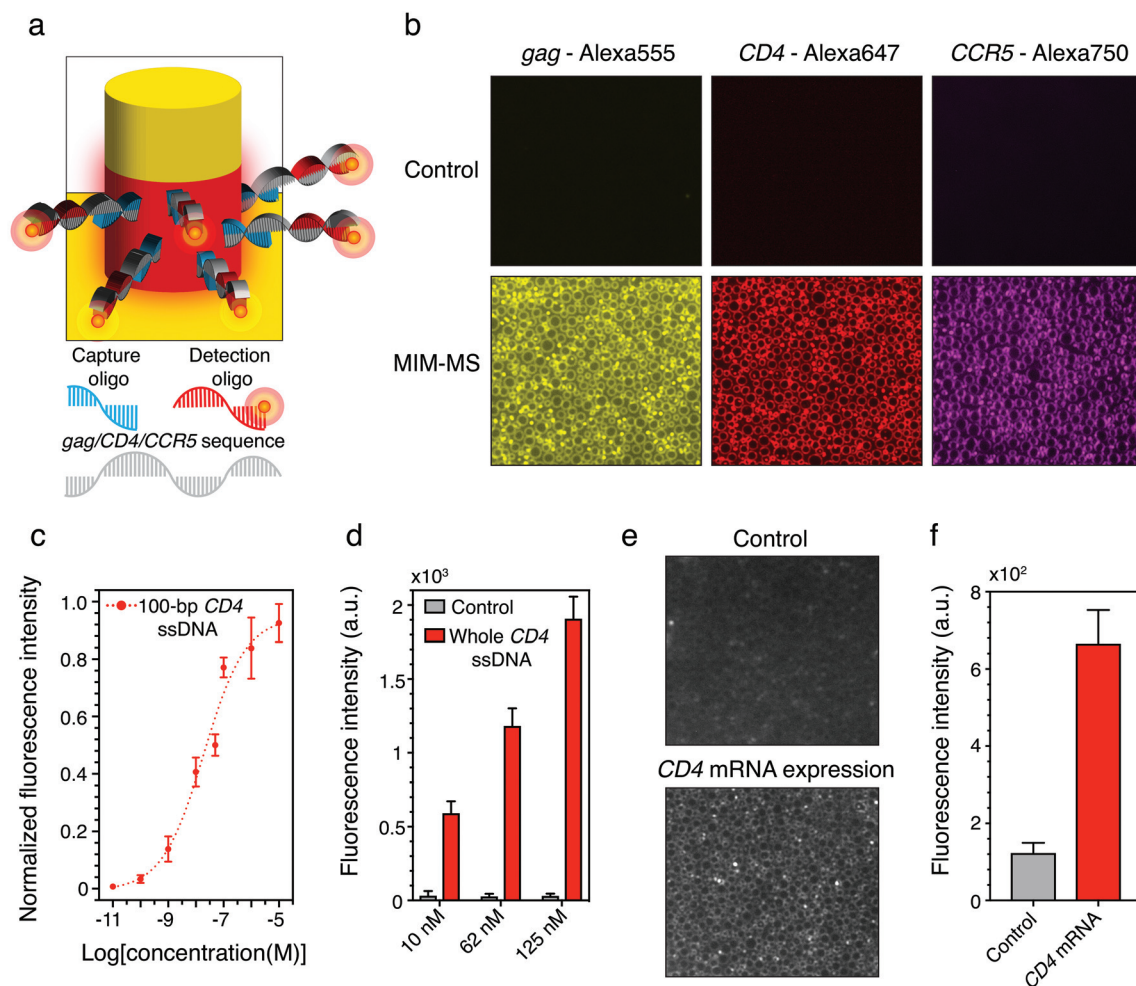 a
Capture
oligo
Detection
oligo
gag/CD4/CCR5 sequence
b
gag - Alexa555
CD4 - Alexa647
CCR5 - Alexa750
Control
MIM-MS
c
Normalized fluorescence intensity
1.0
0.8
0.6
0.4
0.2
0
100-bp CD4
ssDNA
-11
-9
-7
-5
Log[concentration(M)]
d
x10³
Fluorescence intensity (a.u.)
2
1.5
1
0.5
0
Control
Whole CD4
ssDNA
10 nM
62 nM
125 nM
e
Control
CD4 mRNA expression
f
x10²
Fluorescence intensity (a.u.)
8
6
4
2
0
Control
CD4 mRNA